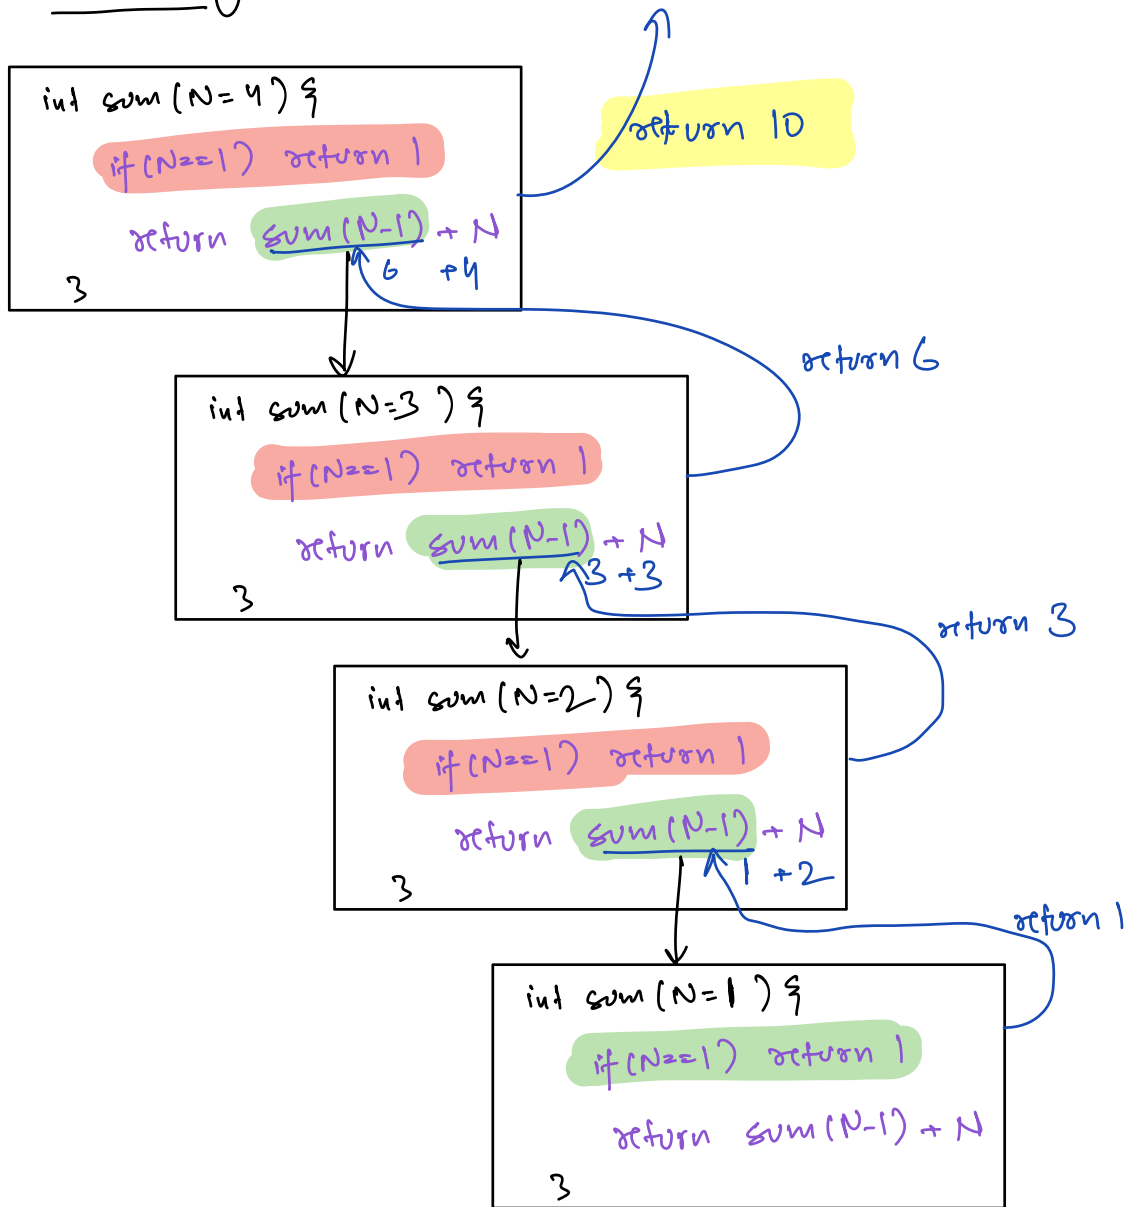 int sum(N=4){
return 10
if(N==1) return 1
return sum(N-1) + N
6 +4
}
return 6
int sum(N=3){
if(N==1) return 1
return sum(N-1) + N
3 +3
}
return 3
int sum(N=2){
if(N==1) return 1
return sum(N-1) + N
1 +2
}
return 1
int sum(N=1){
if(N==1) return 1
return sum(N-1) + N
}